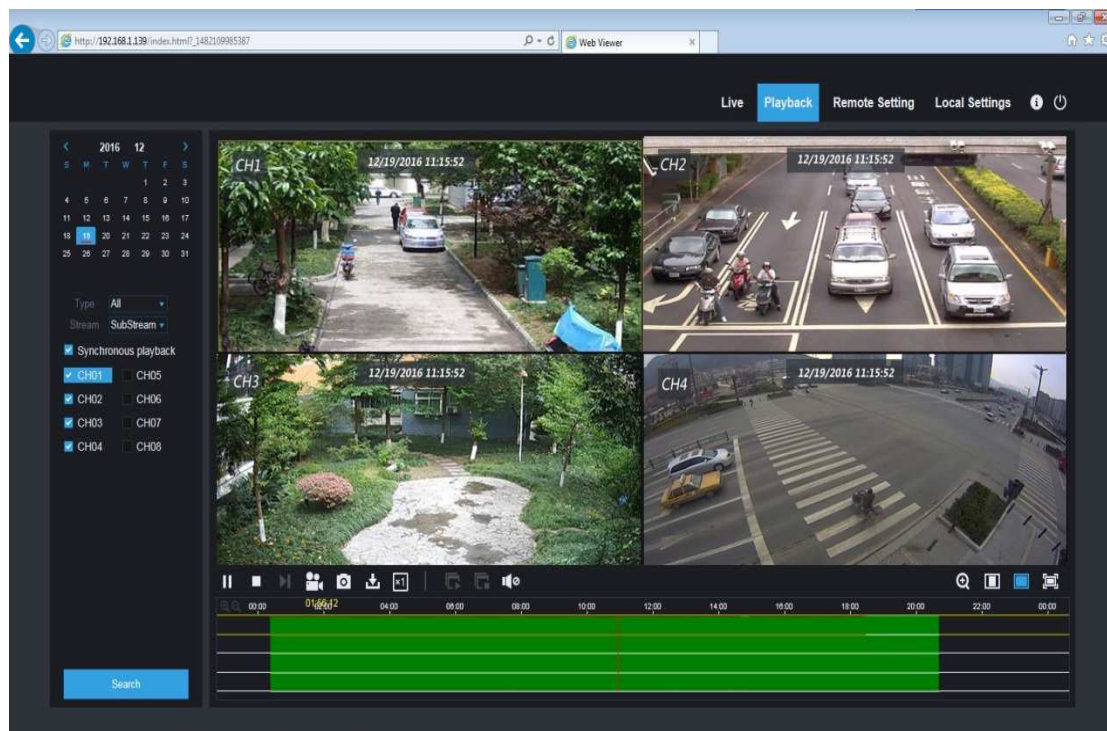 http://192.168.1.139/index.html?_1482109985387
Web Viewer
Live Playback Remote Setting Local Settings
2016 12
S M T W T F S
1 2 3
4 5 6 7 8 9 10
11 12 13 14 15 16 17
18 19 20 21 22 23 24
25 26 27 28 29 30 31
Type All
Stream SubStream
Synchronous playback
CH01 CH05
CH02 CH06
CH03 CH07
CH04 CH08
Search
CH1 12/19/2016 11:15:52
CH2 12/19/2016 11:15:52
CH3 12/19/2016 11:15:52
CH4 12/19/2016 11:15:52
×1
01:56:12
00:00 04:00 06:00 08:00 10:00 12:00 14:00 16:00 18:00 20:00 22:00 00:00